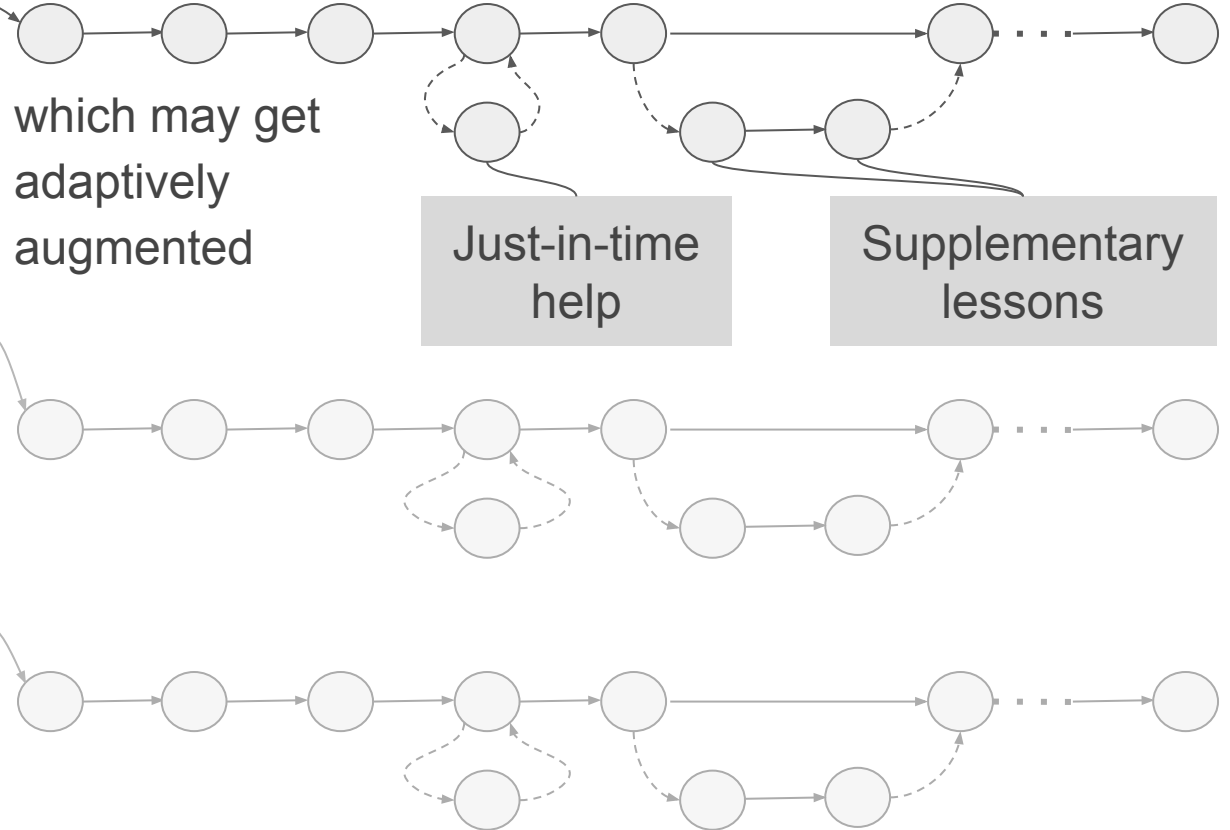 which may get
adaptively
augmented
Just-in-time
help
Supplementary
lessons